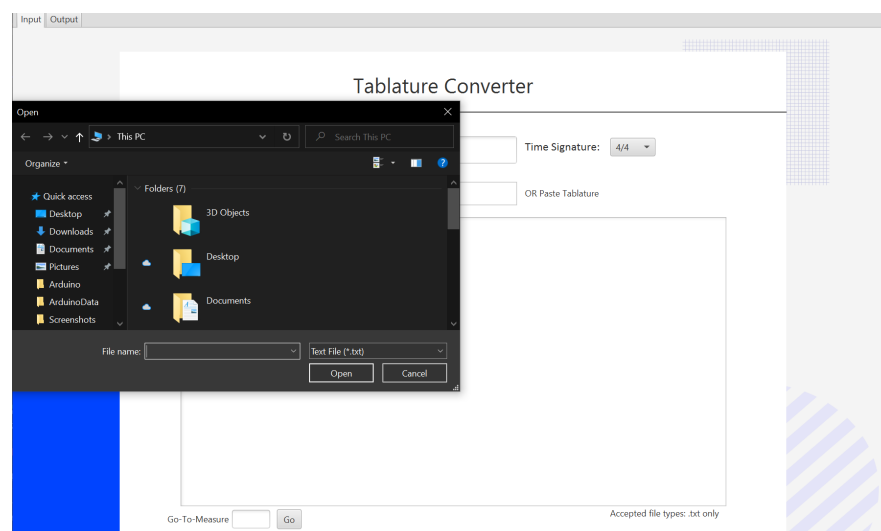 Input Output
Tablature Converter
Open
This PC
Search This PC
Time Signature: 4/4
Organize
Quick access
Desktop
Downloads
Documents
Pictures
Arduino
ArduinoData
Screenshots
Folders (7)
3D Objects
Desktop
Documents
OR Paste Tablature
File name:
Text File (*.txt)
Open Cancel
Go-To-Measure Go
Accepted file types: .txt only